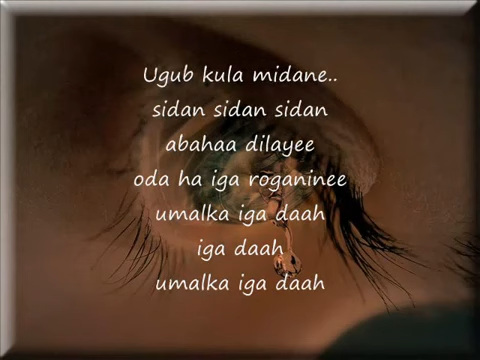 Ugub kula midane..
sidan sidan sidan
abahaa dilayee
oda ha iga roganinee
umalka iga daah
iga daah
umalka iga daah